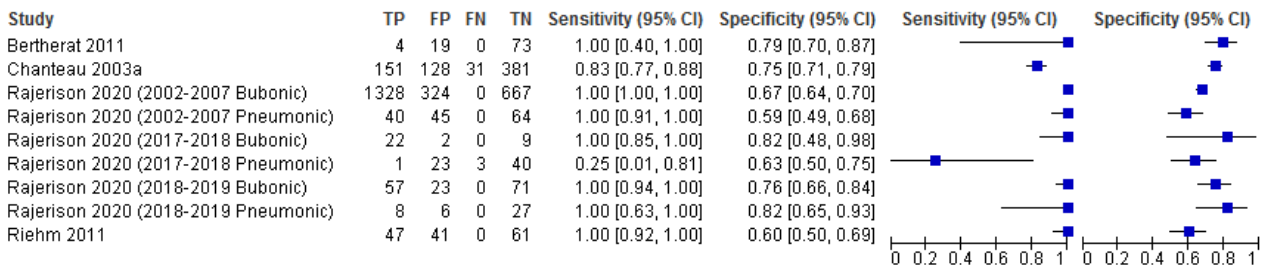 Study TP FP FN TN Sensitivity (95% CI) Specificity (95% CI) Sensitivity (95% CI) Specificity (95% CI)
Bertherat 2011 4 19 0 73 1.00 [0.40, 1.00] 0.79 [0.70, 0.87]
Chanteau 2003a 151 128 31 381 0.83 [0.77, 0.88] 0.75 [0.71, 0.79]
Rajerison 2020 (2002-2007 Bubonic) 1328 324 0 667 1.00 [1.00, 1.00] 0.67 [0.64, 0.70]
Rajerison 2020 (2002-2007 Pneumonic) 40 45 0 64 1.00 [0.91, 1.00] 0.59 [0.49, 0.68]
Rajerison 2020 (2017-2018 Bubonic) 22 2 0 9 1.00 [0.85, 1.00] 0.82 [0.48, 0.98]
Rajerison 2020 (2017-2018 Pneumonic) 1 23 3 40 0.25 [0.01, 0.81] 0.63 [0.50, 0.75]
Rajerison 2020 (2018-2019 Bubonic) 57 23 0 71 1.00 [0.94, 1.00] 0.76 [0.66, 0.84]
Rajerison 2020 (2018-2019 Pneumonic) 8 6 0 27 1.00 [0.63, 1.00] 0.82 [0.65, 0.93]
Riehm 2011 47 41 0 61 1.00 [0.92, 1.00] 0.60 [0.50, 0.69]
0 0.2 0.4 0.6 0.8 1 0 0.2 0.4 0.6 0.8 1